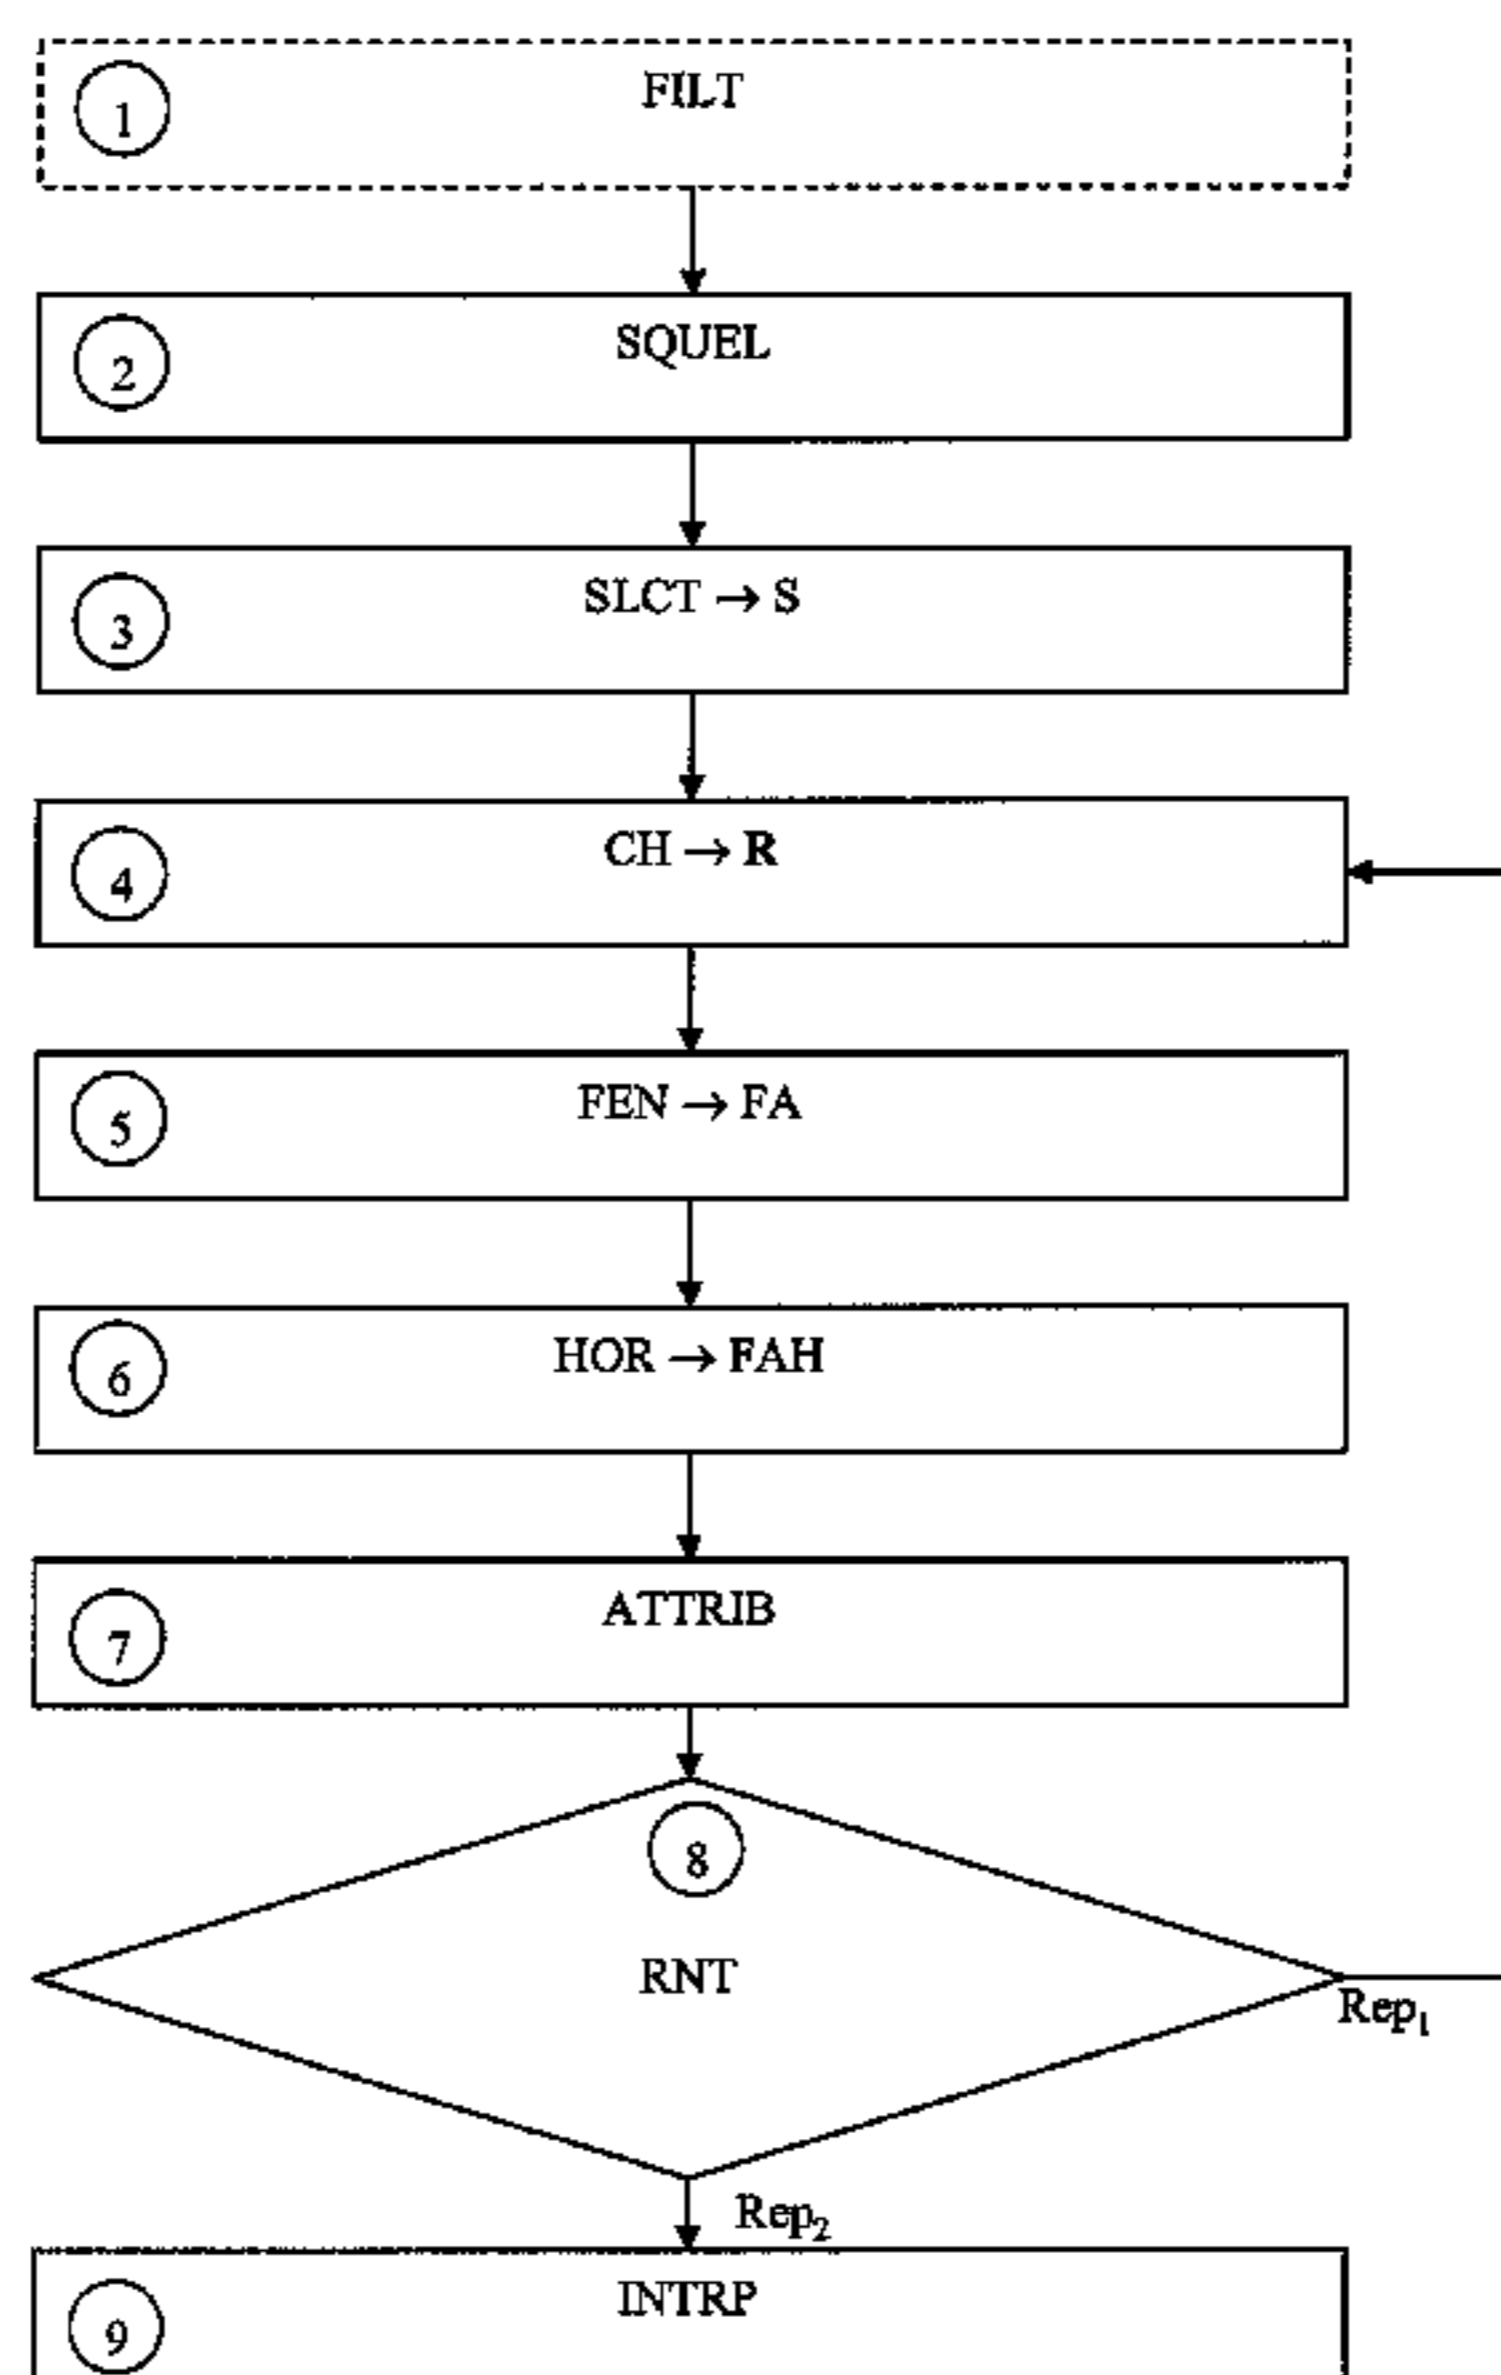 1
FILT
2
SQUEL
3
SLCT → S
4
CH → R
5
FEN → FA
6
HOR → FAH
7
ATTRIB
8
RNT
Rep₁
Rep₂
9
INTRP